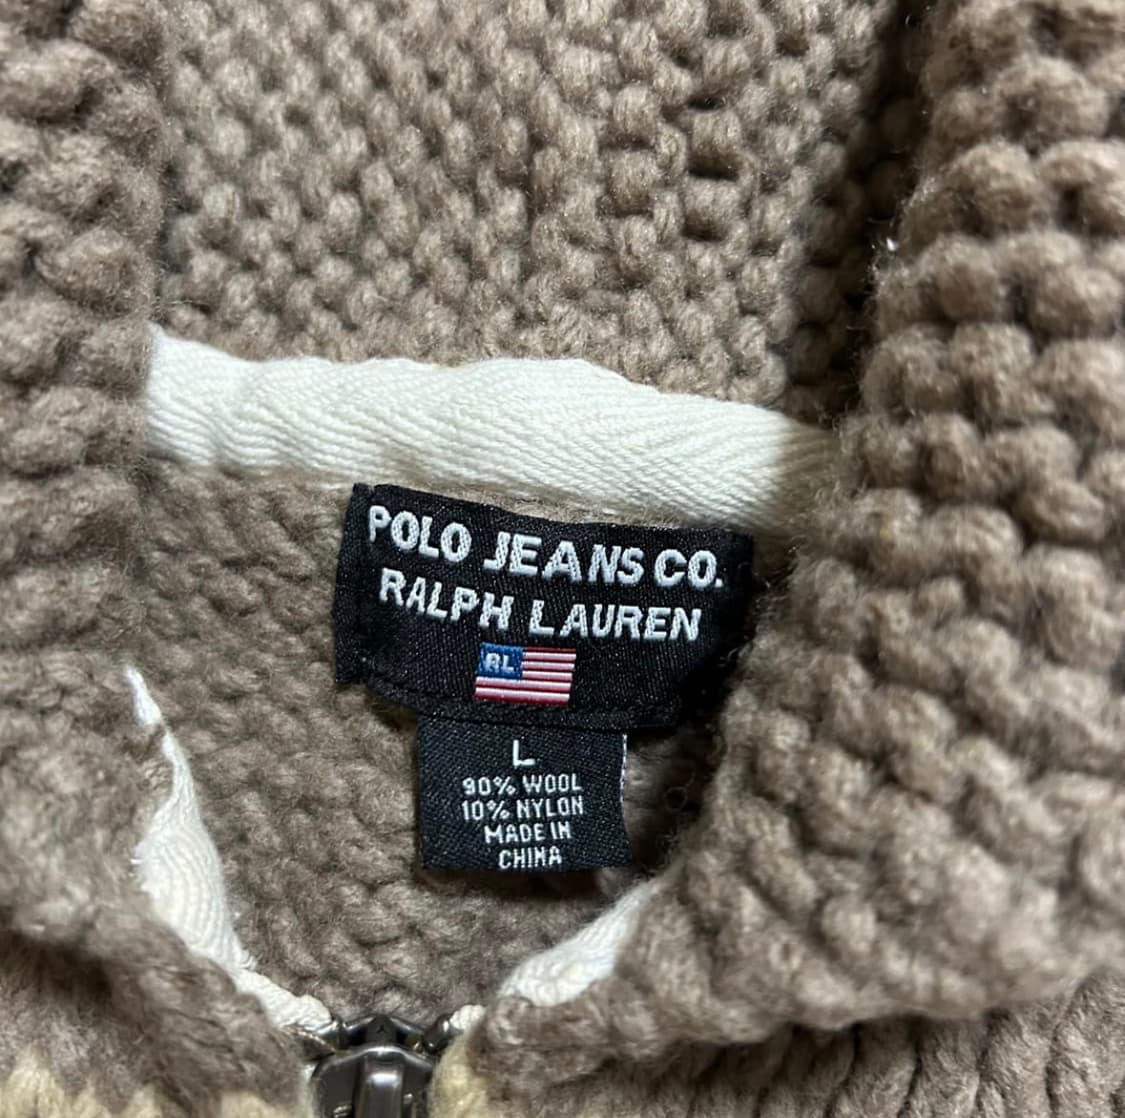 POLO JEANS CO.
RALPH LAUREN
RL
L
90% WOOL
10% NYLON
MADE IN
CHINA